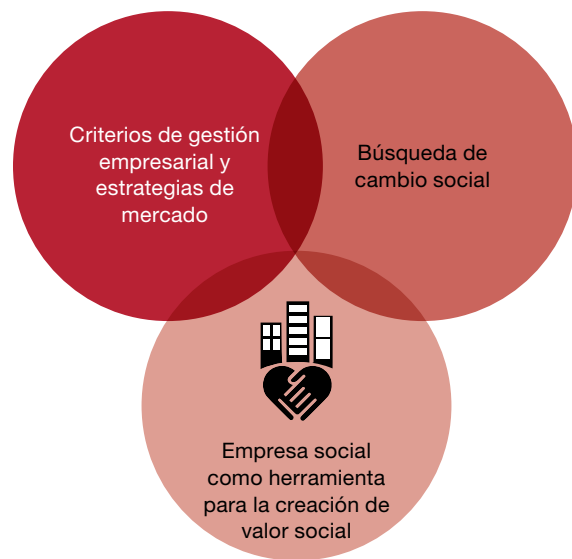 Criterios de gestión
empresarial y
estrategias de
mercado
Búsqueda de
cambio social
Empresa social
como herramienta
para la creación de
valor social